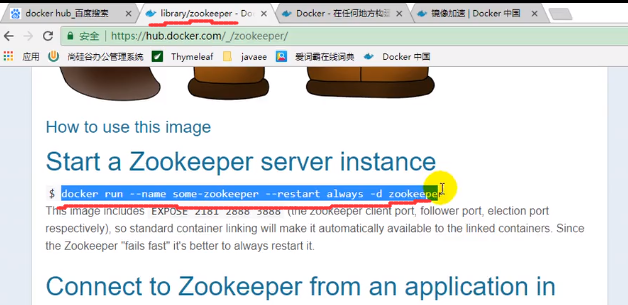 docker hub_百度搜索
library/zookeeper - Do
Docker - 在任何地方构建
镜像加速 | Docker 中国
安全 | https://hub.docker.com/_/zookeeper/
应用 尚硅谷办公管理系统 Thymeleaf javaee 爱词霸在线词典 Docker 中国
How to use this image
Start a Zookeeper server instance
$ docker run --name some-zookeeper --restart always -d zookeeper
This image includes EXPOSE 2181 2888 3888 (the zookeeper client port, follower port, election port
respectively), so standard container linking will make it automatically available to the linked containers. Since
the Zookeeper "fails fast" it's better to always restart it.
Connect to Zookeeper from an application in